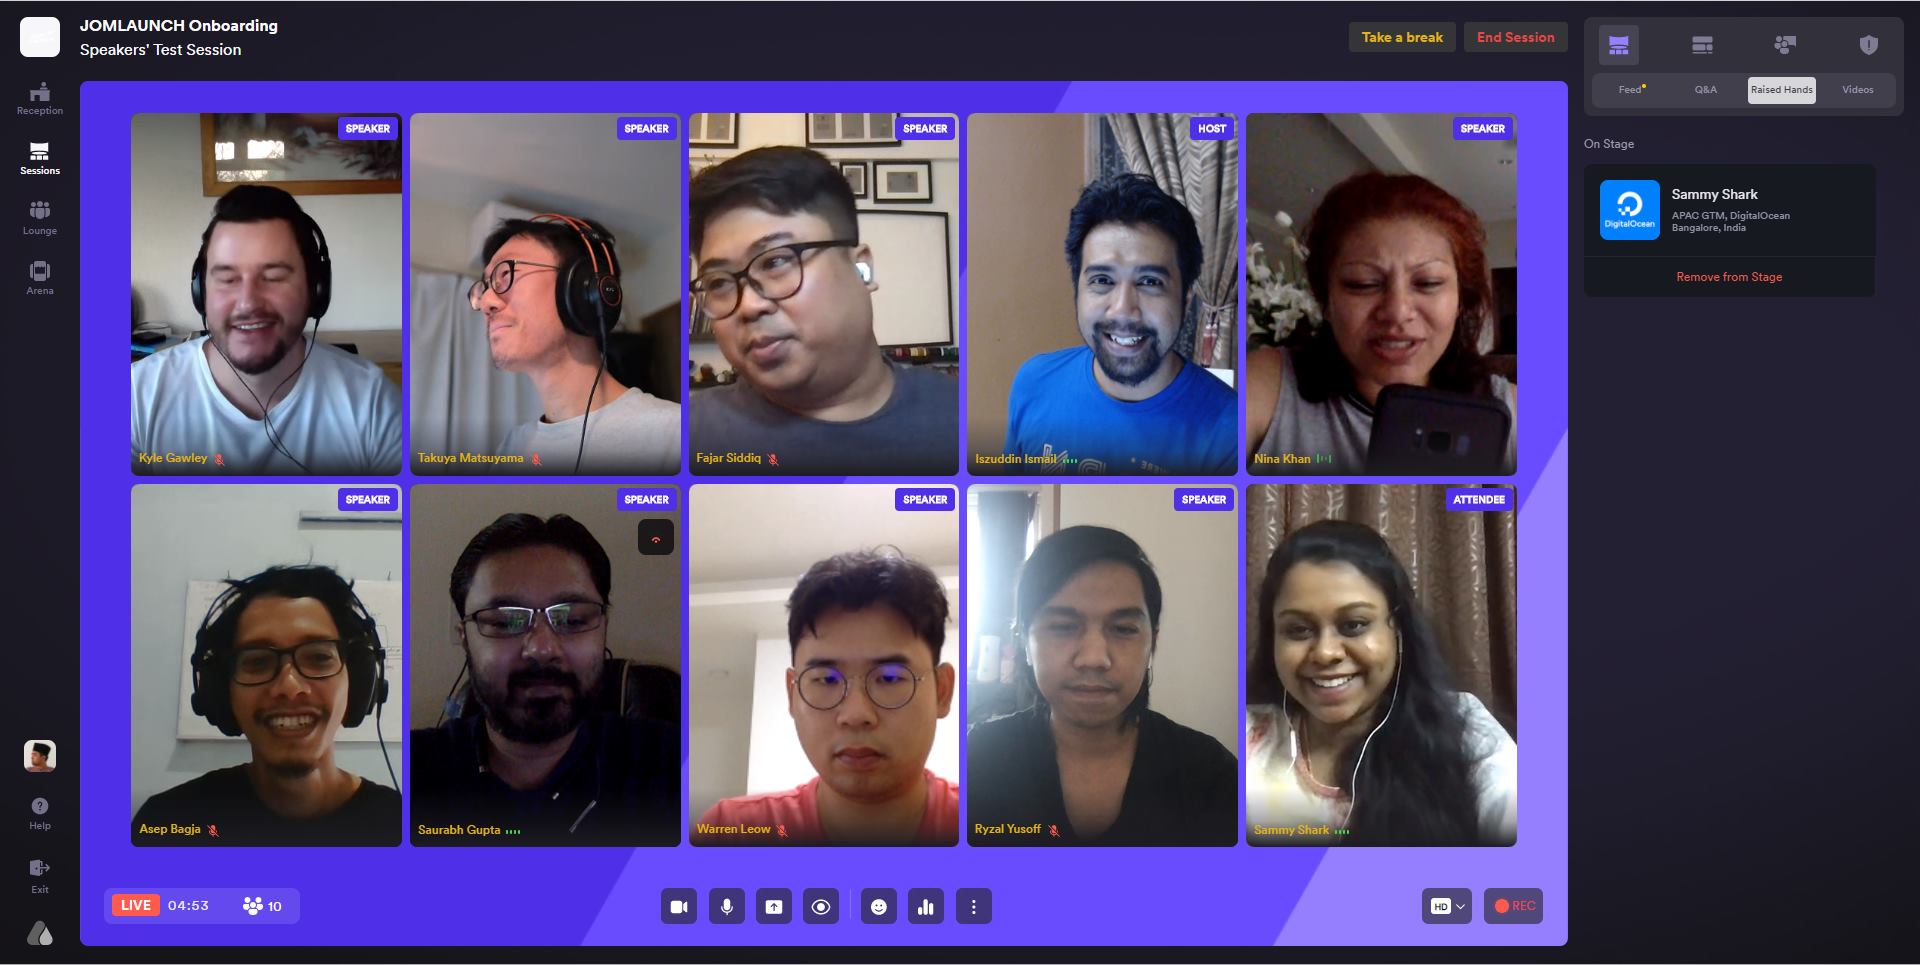 JOMLAUNCH Onboarding
Speakers' Test Session
Take a break
End Session
Reception
Sessions
Lounge
Arena
Help
Exit
SPEAKER
Kyle Gawley
SPEAKER
Takuya Matsuyama
SPEAKER
Fajar Siddiq
HOST
Iszuddin Ismail
SPEAKER
Nina Khan
SPEAKER
Asep Bagja
SPEAKER
Saurabh Gupta
SPEAKER
Warren Leow
SPEAKER
Ryzal Yusoff
ATTENDEE
Sammy Shark
LIVE 04:53 10
HD
REC
Feed Q&A Raised Hands Videos
On Stage
DigitalOcean
Sammy Shark
APAC GTM, DigitalOcean
Bangalore, India
Remove from Stage